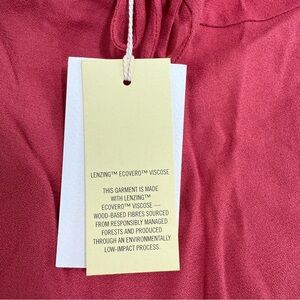 LENZING™ ECOVERO™ VISCOSE
THIS GARMENT IS MADE
WITH LENZING™
ECOVERO™ VISCOSE —
WOOD-BASED FIBRES SOURCED
FROM RESPONSIBLY MANAGED
FORESTS AND PRODUCED
THROUGH AN ENVIRONMENTALLY
LOW-IMPACT PROCESS.